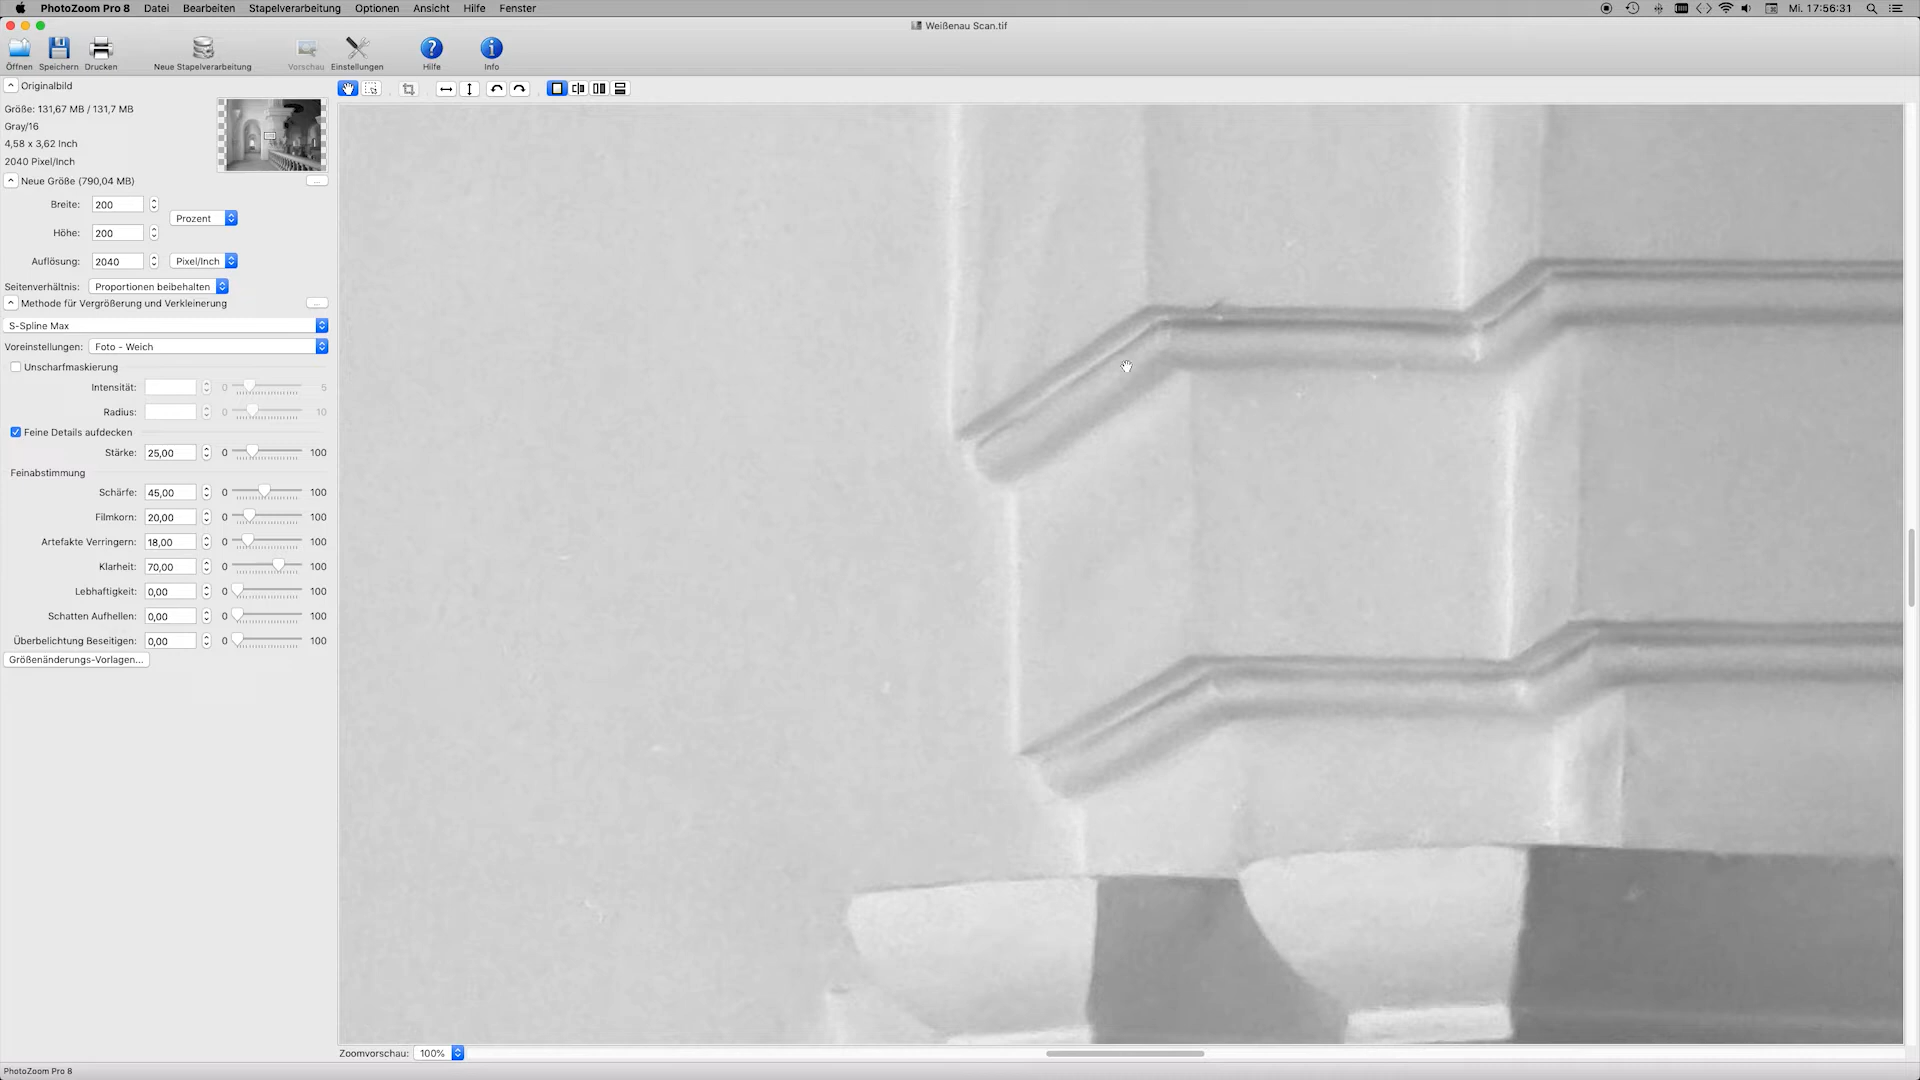 PhotoZoom Pro 8 Datei Bearbeiten Stapelverarbeitung Optionen Ansicht Hilfe Fenster Mi. 17:56:31
Weißenau Scan.tif
Öffnen Speichern Drucken Neue Stapelverarbeitung Vorschau Einstellungen Hilfe Info
Originalbild
Größe: 131,67 MB / 131,7 MB
Gray/16
4,58 x 3,62 Inch
2040 Pixel/Inch
Neue Größe (790,04 MB) ...
Breite: 200
Prozent
Höhe: 200
Auflösung: 2040 Pixel/Inch
Seitenverhältnis: Proportionen beibehalten
Methode für Vergrößerung und Verkleinerung ...
S-Spline Max
Voreinstellungen: Foto - Weich
Unscharfmaskierung
Intensität: 0 5
Radius: 0 10
Feine Details aufdecken
Stärke: 25,00 0 100
Feinabstimmung
Schärfe: 45,00 0 100
Filmkorn: 20,00 0 100
Artefakte Verringern: 18,00 0 100
Klarheit: 70,00 0 100
Lebhaftigkeit: 0,00 0 100
Schatten Aufhellen: 0,00 0 100
Überbelichtung Beseitigen: 0,00 0 100
Größenänderungs-Vorlagen...
Zoomvorschau: 100%
PhotoZoom Pro 8